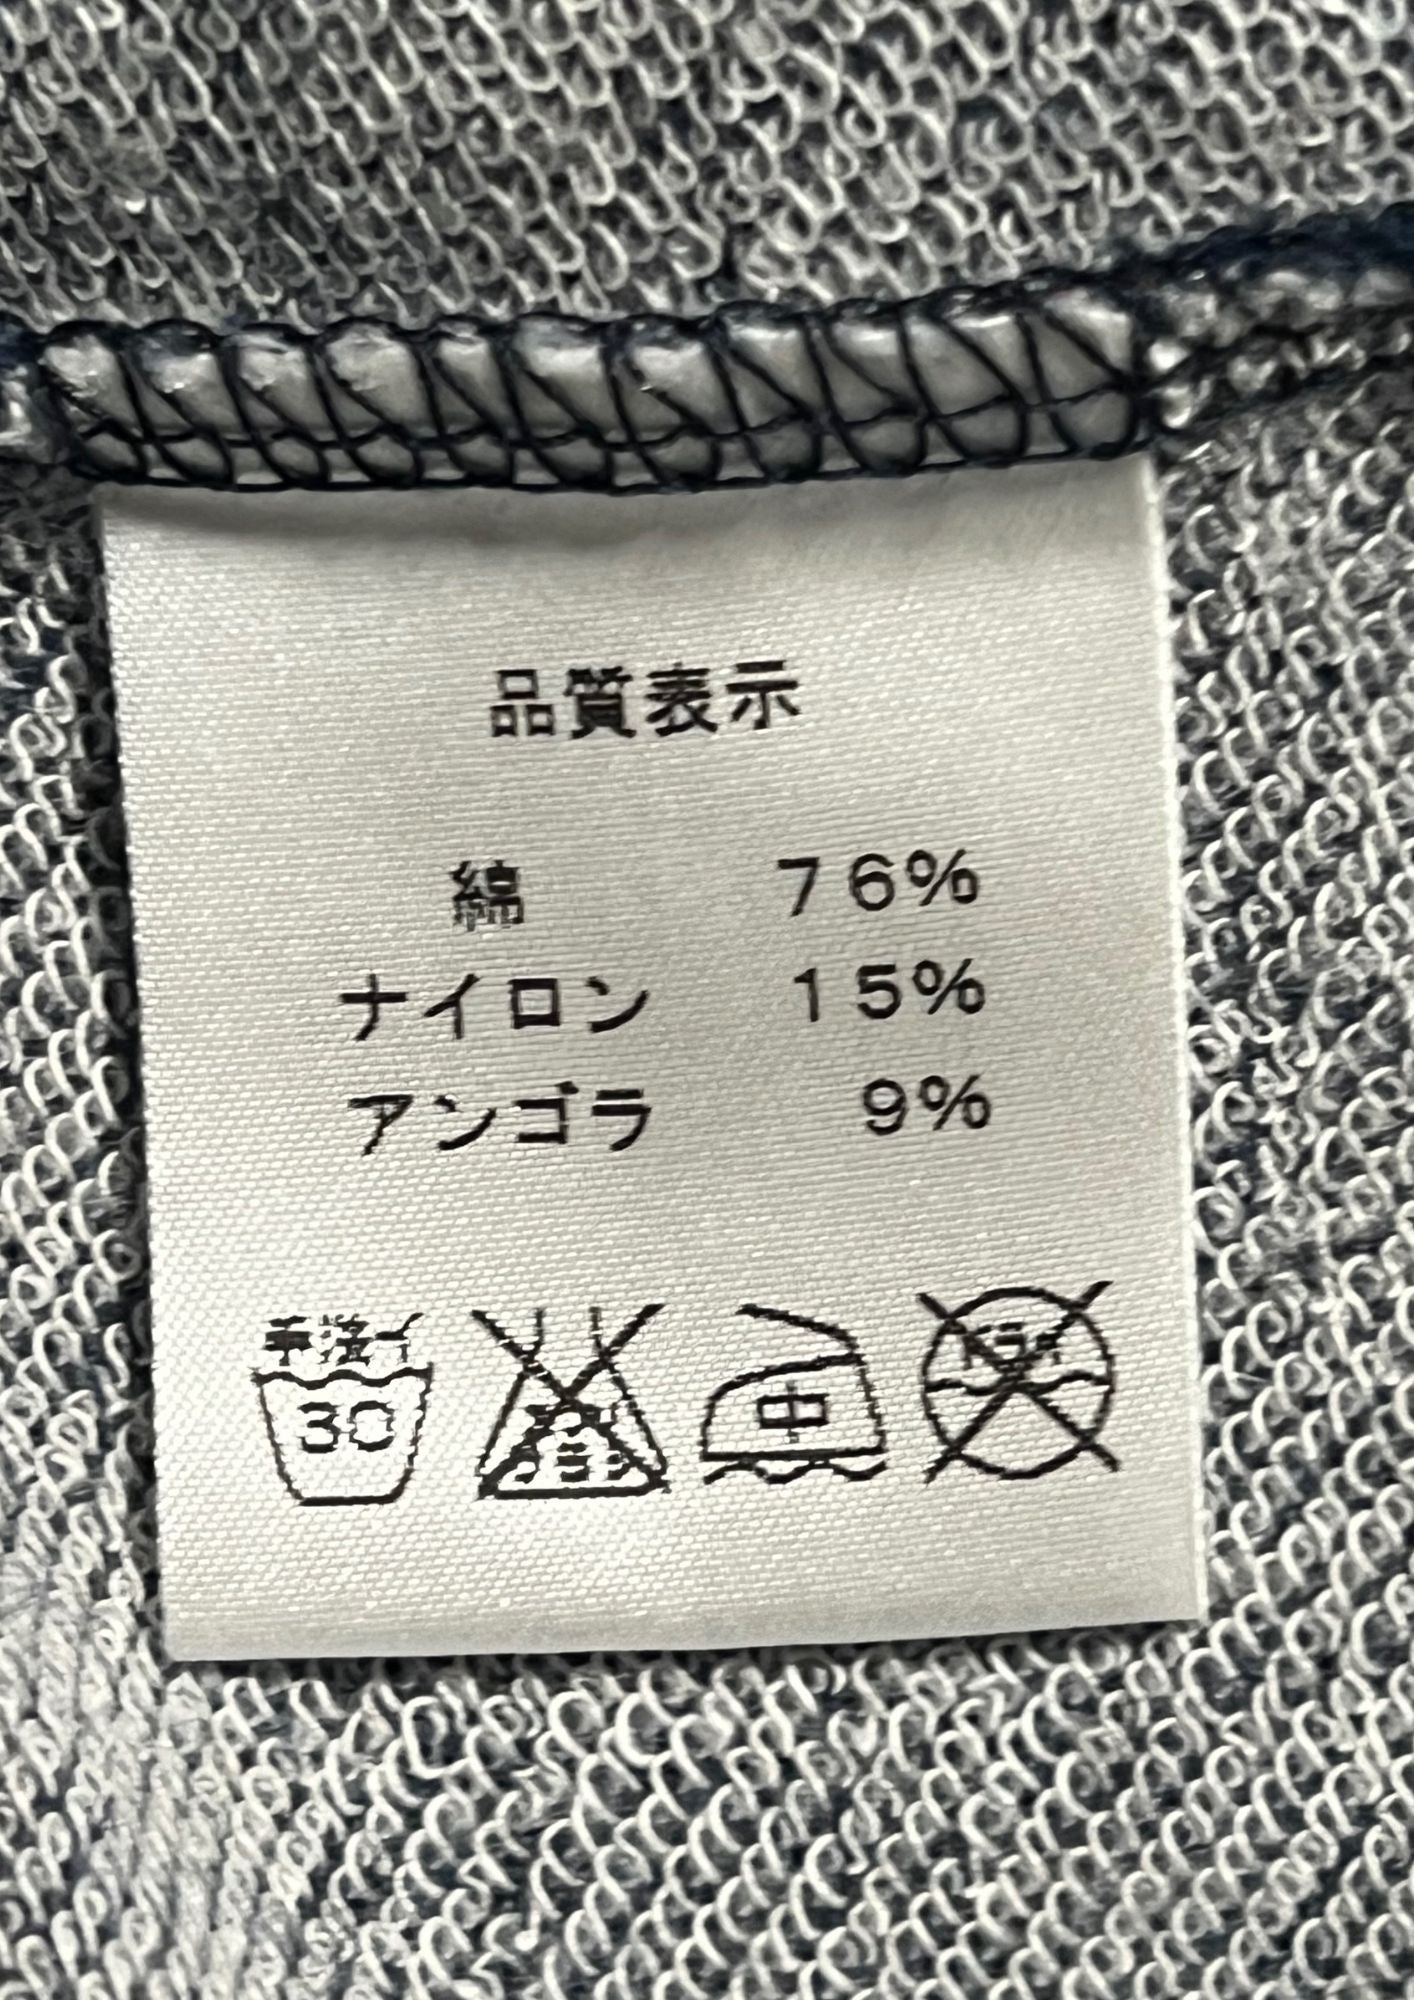 品質表示
綿 76%
ナイロン 15%
アンゴラ 9%
手洗イ
30
中